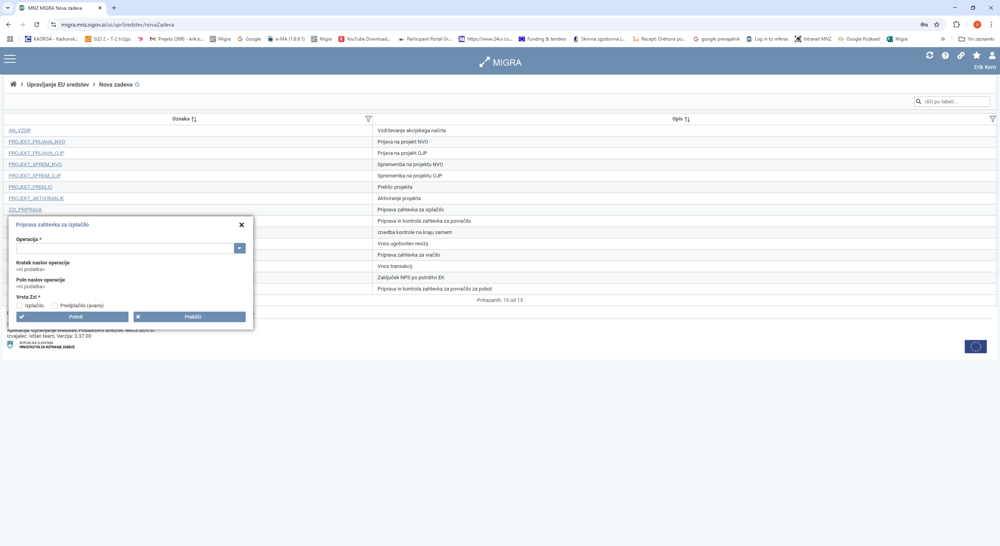 MNZ MIGRA Nova zadeva
migra.mnz.sigov.si/ui/uprSredstev/novaZadeva
e
KADRIS4 - Kadrovsk...
SLO 2 – T-2 tv2go
Prejeto (369) - erik.k...
Migra
Google
e-MA (1.8.9.1)
Migra
YouTube Download...
Participant Portal Gr...
24
https://www.24ur.co...
Funding & tenders
Skrivna zgodovina |...
kul
Recept: Orehova po...
google prevajalnik
Log in to mferac
Intranet MNZ
Google Podkasti
Migra
Vsi zaznamki
MIGRA
Erik Kern
Upravljanje EU sredstev > Nova zadeva
Išči po tabeli...
Oznaka
Opis
AN_VZDR
Vzdrževanje akcijskega načrta
PROJEKT_PRIJAVA_NVO
Prijava na projekt NVO
PROJEKT_PRIJAVA_OJP
Prijava na projekt OJP
PROJEKT_SPREM_NVO
Sprememba na projektu NVO
PROJEKT_SPREM_OJP
Sprememba na projektu OJP
PROJEKT_PREKLIC
Preklic projekta
PROJEKT_AKTIVIRANJE
Aktiviranje projekta
ZZI_PRIPRAVA
Priprava zahtevka za izplačilo
Priprava in kontrola zahtevka za povračilo
Izvedba kontrole na kraju samem
Vnos ugotovitev revizij
Priprava zahtevka za vračilo
Vnos transakcij
Zaključek NPS po potrditvi EK
Priprava in kontrola zahtevka za povračilo za pobot
Prikazanih: 15 od 15
Priprava zahtevka za izplačilo
Operacija *
Kratek naslov operacije
<ni podatka>
Poln naslov operacije
<ni podatka>
Vrsta ZzI *
Izplačilo
Predplačilo (avans)
Potrdi
Prekliči
Aplikacija: Upravljanje sredstev, Podatkovni strežnik: MIG3.GOV.SI
Izvajalec: Ixtlan team, Verzija: 3.37.00
REPUBLIKA SLOVENIJA
MINISTRSTVO ZA NOTRANJE ZADEVE